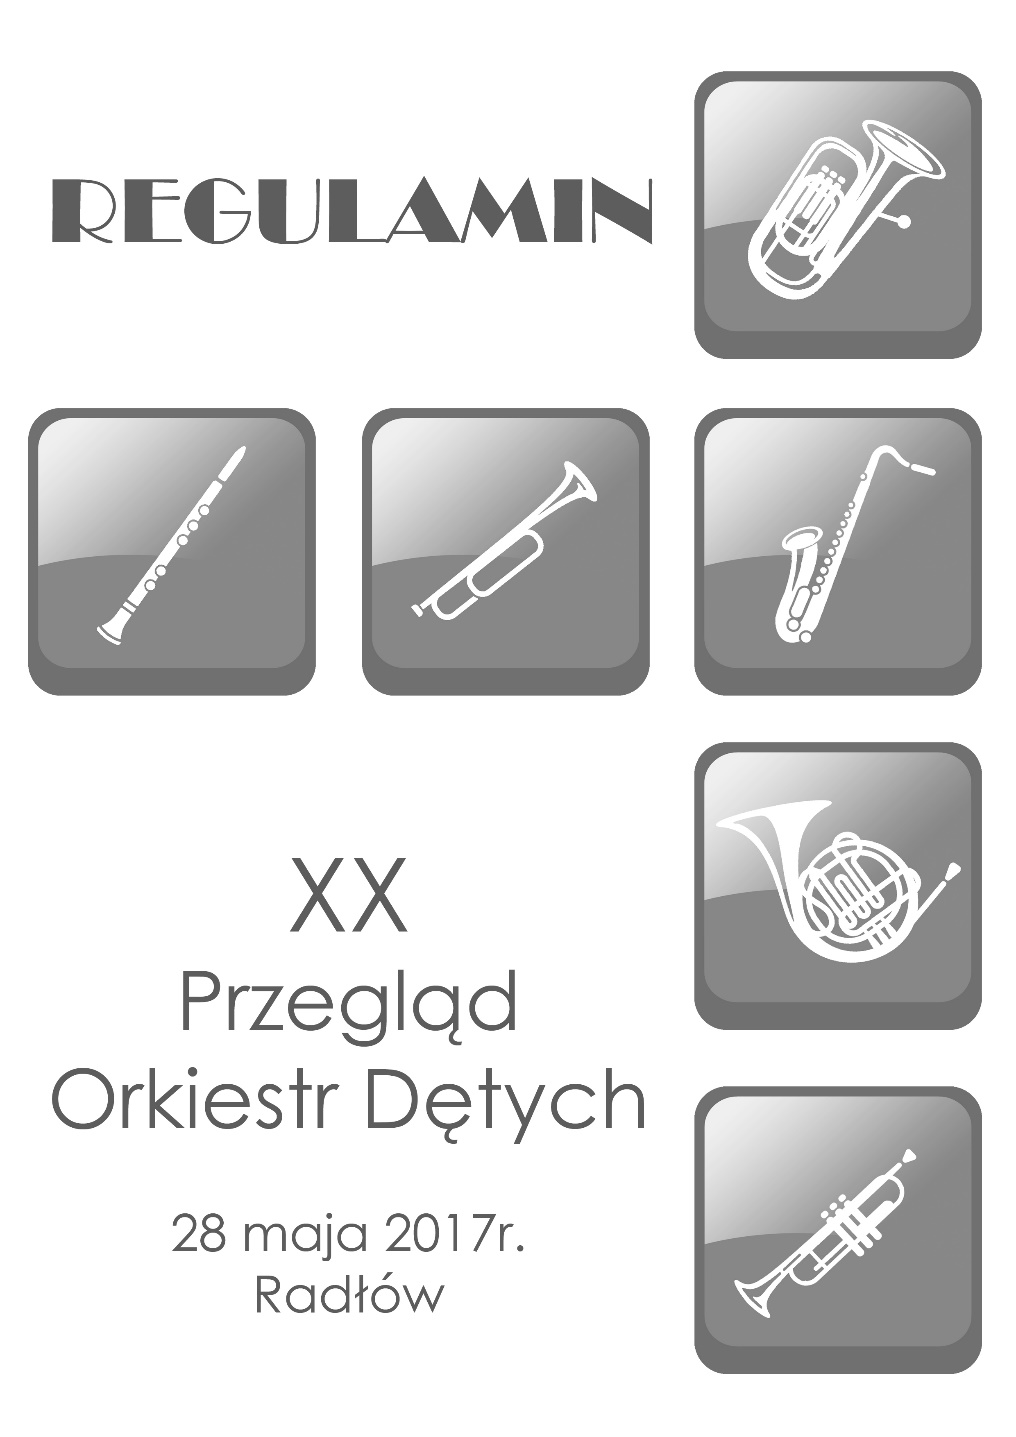 REGULAMIN
XX
Przegląd
Orkiestr Dętych
28 maja 2017r.
Radłów